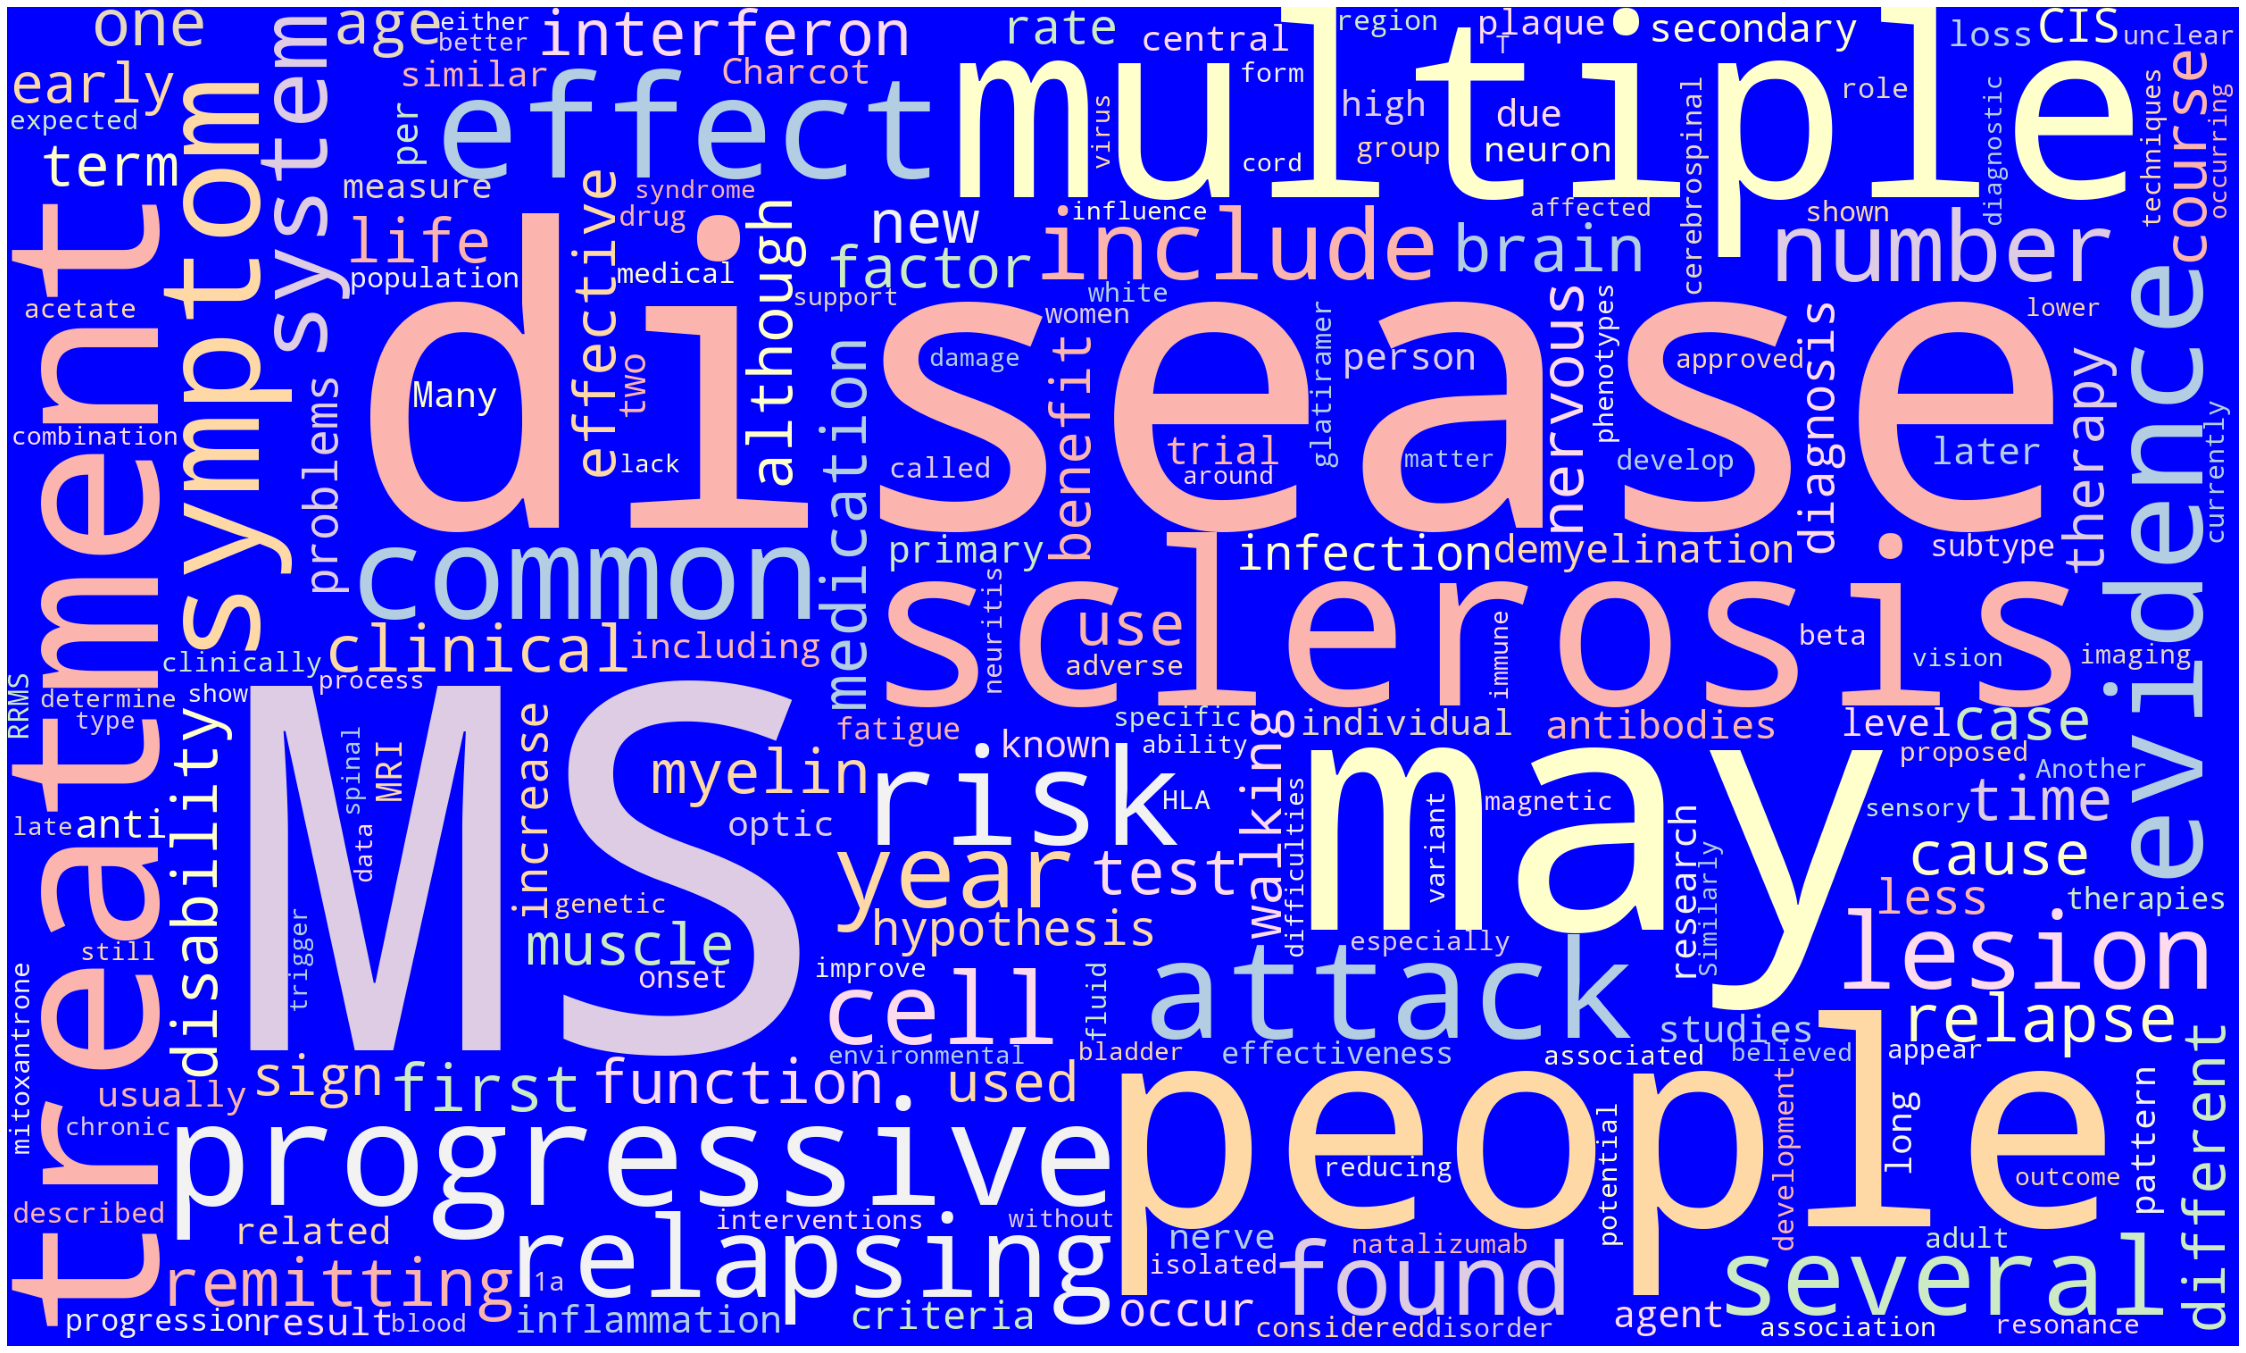 one
age
either
better
interferon
rate
central
region
plaque
T
secondary
loss
CIS
unclear
early
similar
Charcot
effect
multiple
form
high
role
expected
term
symptom
system
per
measure
syndrome
drug
virus
cord
group
due
neuron
cerebrospinal
diagnostic
techniques
course
occurring
life
population
effective
medical
although
new
factor
influence
include
affected
brain
shown
number
treatment
acetate
support
white
women
lower
evidence
disease
Many
two
lack
damage
called
benefit
trial
around
glatiramer
person
matter
nervous
phenotypes
approved
develop
diagnosis
later
therapy
currently
combination
problems
common
medication
primary
infection
demyelination
subtype
sclerosis
neuritis
use
adverse
immune
beta
vision
imaging
clinically
clinical
including
RRMS
determine
show
process
type
disability
MS
spinal
MRI
data
increase
myelin
fatigue
optic
risk
known
specific
ability
HLA
walking
individual
antibodies
level
case
may
proposed
Another
magnetic
variant
sensory
time
late
anti
year
test
difficulties
research
Similarly
cause
less
therapies
still
trigger
genetic
muscle
onset
hypothesis
improve
cell
fluid
especially
attack
lesion
relapse
mitoxantrone
environmental
bladder
effectiveness
associated
studies
believed
appear
different
usually
chronic
sign
first
function
used
people
progressive
reducing
potential
development
long
pattern
outcome
described
related
interventions
without
nerve
natalizumab
adult
remitting
1a
relapsing
isolated
found
several
progression
result
blood
inflammation
criteria
occur
considered
disorder
agent
association
resonance